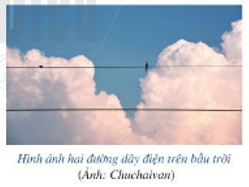 Hình ảnh hai đường dây điện trên bầu trời
(Ảnh: Chuchaivan)